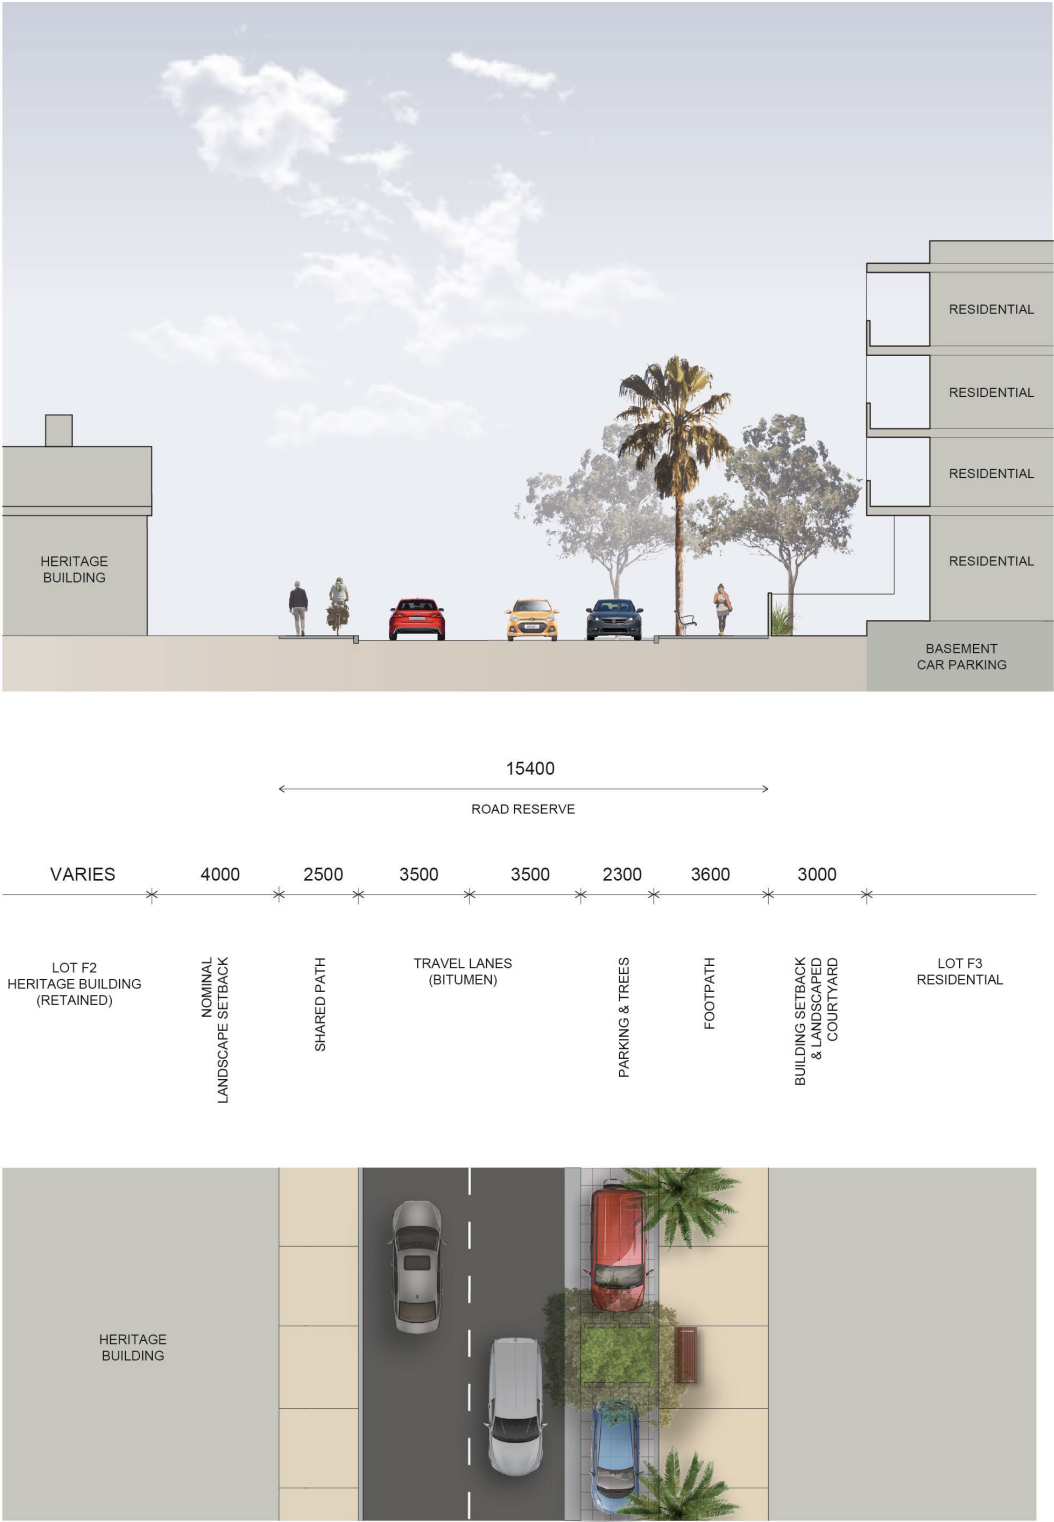 RESIDENTIAL
RESIDENTIAL
RESIDENTIAL
HERITAGE
BUILDING
RESIDENTIAL
BASEMENT
CAR PARKING
15400
ROAD RESERVE
VARIES
4000
2500
3500
3500
2300
3600
3000
LOT F2
HERITAGE BUILDING
(RETAINED)
NOMINAL
LANDSCAPE SETBACK
SHARED PATH
TRAVEL LANES
(BITUMEN)
PARKING & TREES
FOOTPATH
BUILDING SETBACK
& LANDSCAPED
COURTYARD
LOT F3
RESIDENTIAL
HERITAGE
BUILDING